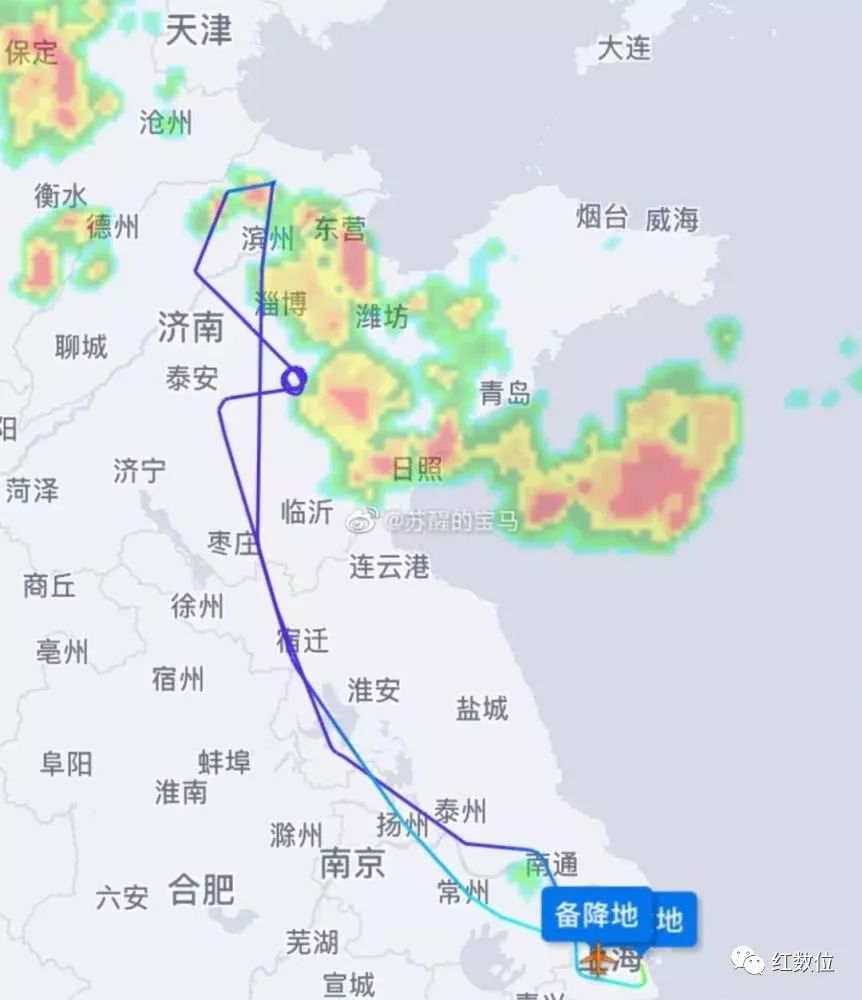 天津
保定
大连
沧州
衡水
德州
滨州
东营
烟台
威海
淄博
潍坊
济南
聊城
泰安
青岛
阳
菏泽
济宁
日照
临沂
@苏醒的宝马
枣庄
连云港
商丘
徐州
亳州
宿迁
宿州
淮安
盐城
阜阳
蚌埠
淮南
泰州
扬州
滁州
南京
南通
常州
六安
合肥
备降地
地
芜湖
海
红数位
宣城